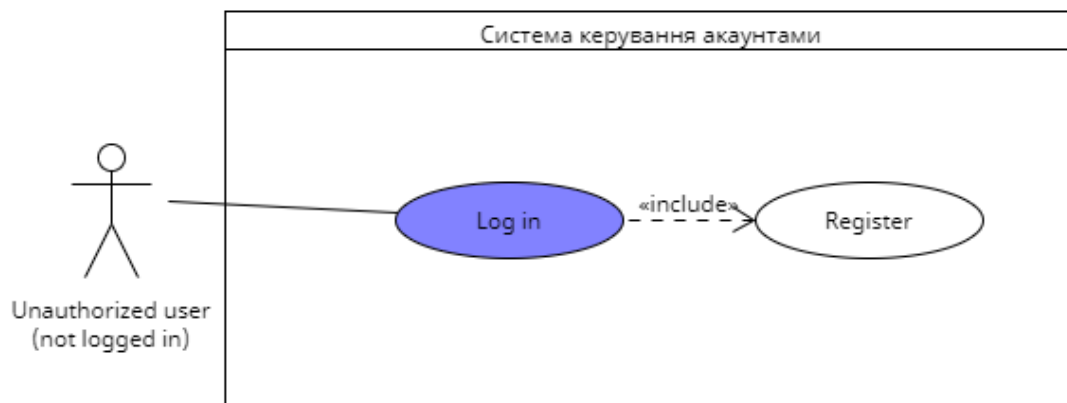 Система керування акаунтами
Log in
«include»
Register
Unauthorized user
(not logged in)